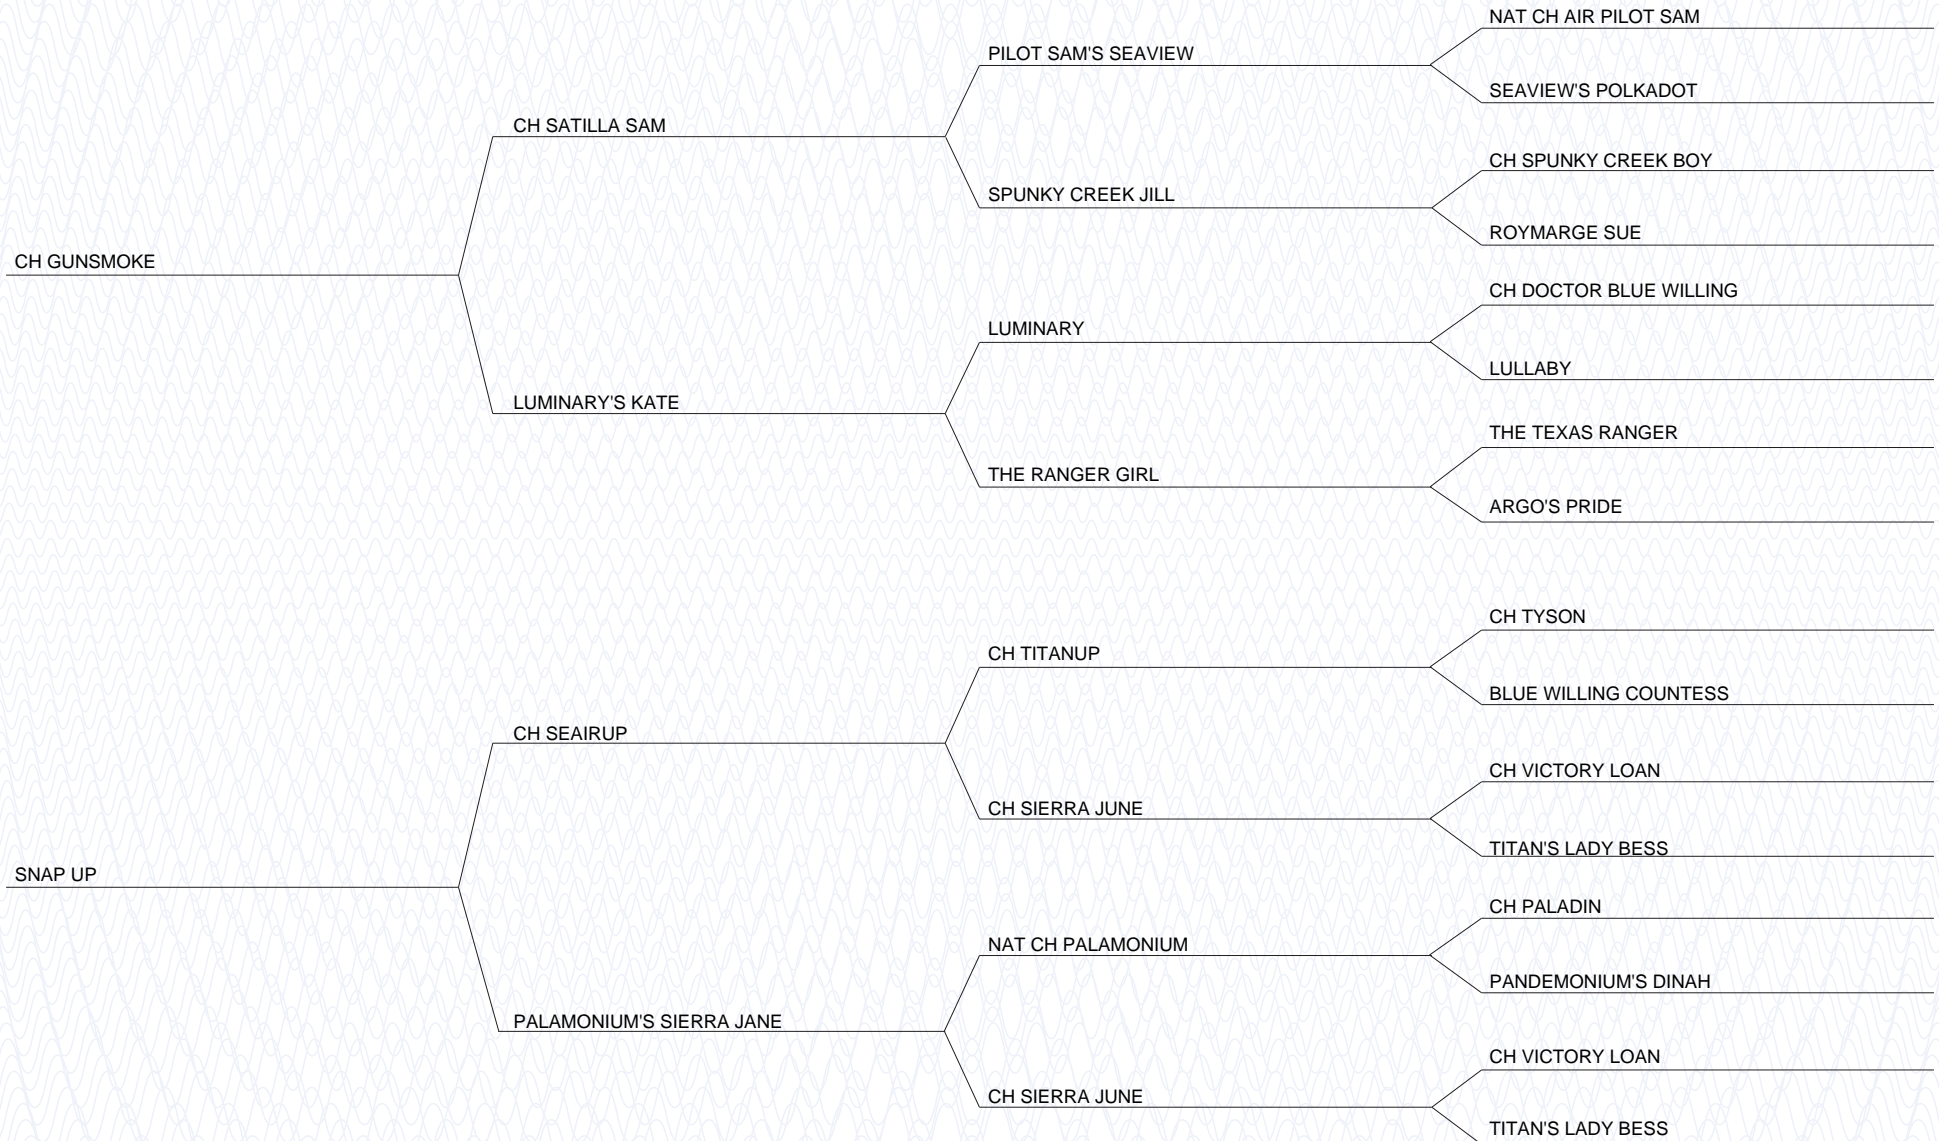 NAT CH AIR PILOT SAM
PILOT SAM'S SEAVIEW
SEAVIEW'S POLKADOT
CH SATILLA SAM
CH SPUNKY CREEK BOY
SPUNKY CREEK JILL
ROYMARGE SUE
CH GUNSMOKE
CH DOCTOR BLUE WILLING
LUMINARY
LULLABY
LUMINARY'S KATE
THE TEXAS RANGER
THE RANGER GIRL
ARGO'S PRIDE
CH TYSON
CH TITANUP
BLUE WILLING COUNTESS
CH SEAIRUP
CH VICTORY LOAN
CH SIERRA JUNE
TITAN'S LADY BESS
SNAP UP
CH PALADIN
NAT CH PALAMONIUM
PANDEMONIUM'S DINAH
PALAMONIUM'S SIERRA JANE
CH VICTORY LOAN
CH SIERRA JUNE
TITAN'S LADY BESS